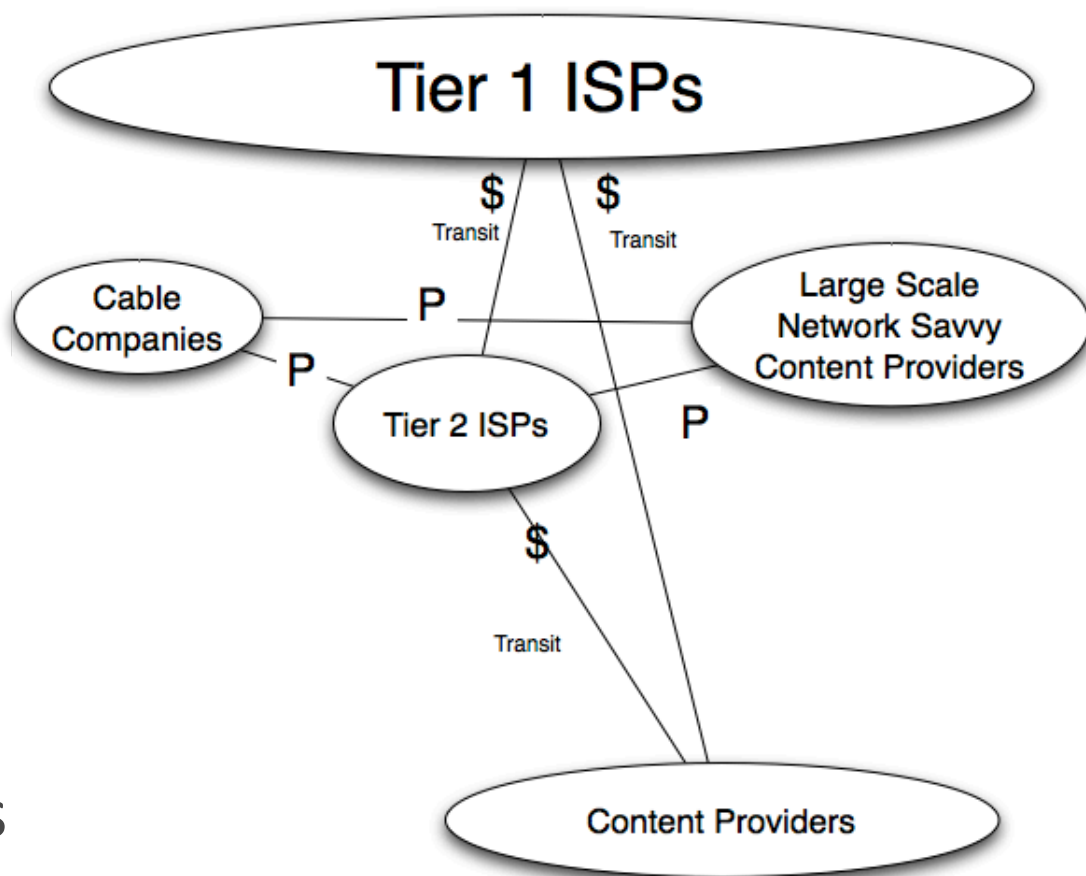 Tier 1 ISPs
$
$
Transit
Transit
Cable
Companies
P
Large Scale
Network Savvy
Content Providers
P
Tier 2 ISPs
P
$
Transit
s
Content Providers